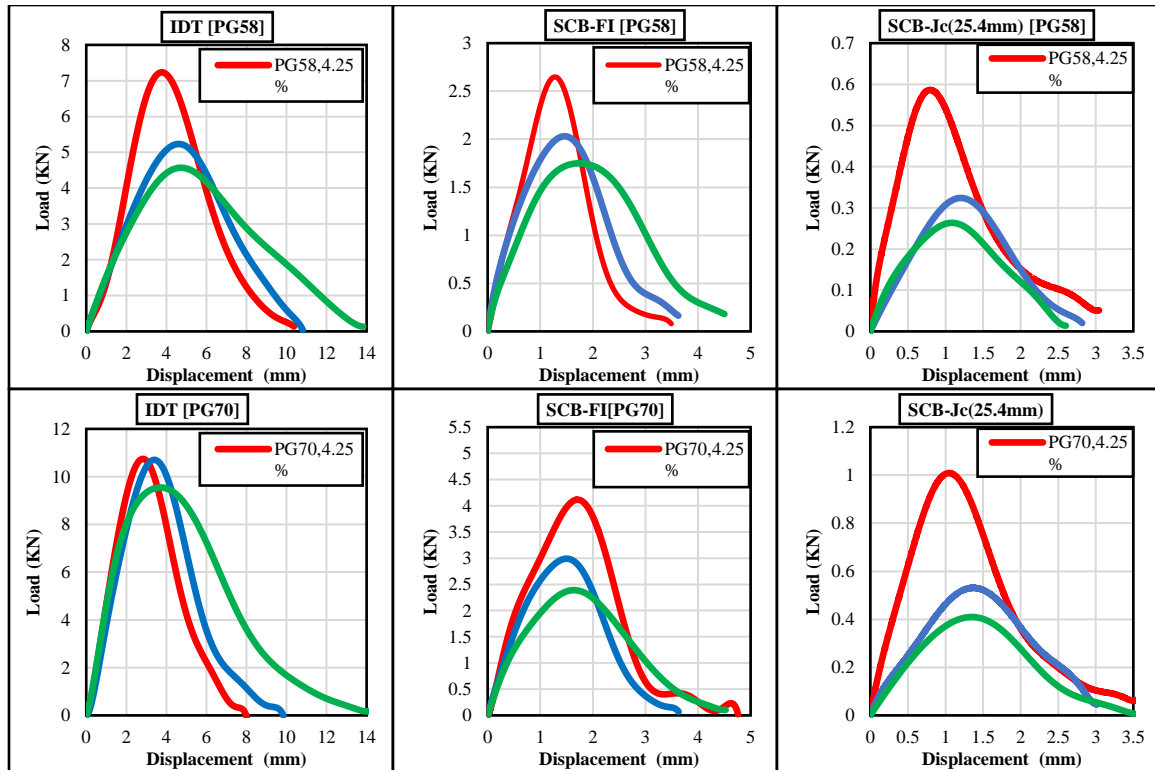 IDT [PG58]
8
7
6
5
4
3
2
1
0
Load (KN)
PG58,4.25
%
0 2 4 6 8 10 12 14
Displacement (mm)
SCB-FI [PG58]
3
2.5
2
1.5
1
0.5
0
Load (KN)
PG58,4.25
%
0 1 2 3 4 5
Displacement (mm)
SCB-Jc(25.4mm) [PG58]
0.7
0.6
0.5
0.4
0.3
0.2
0.1
0
Load (KN)
PG58,4.25
%
0 0.5 1 1.5 2 2.5 3 3.5
Displacement (mm)
IDT [PG70]
12
10
8
6
4
2
0
Load (KN)
PG70,4.25
%
0 2 4 6 8 10 12 14
Displacement (mm)
SCB-FI[PG70]
5.5
5
4.5
4
3.5
3
2.5
2
1.5
1
0.5
0
Load (KN)
PG70,4.25
%
0 1 2 3 4 5
Displacement (mm)
SCB-Jc(25.4mm)
1.2
1
0.8
0.6
0.4
0.2
0
Load (KN)
PG70,4.25
%
0 0.5 1 1.5 2 2.5 3 3.5
Displacement (mm)